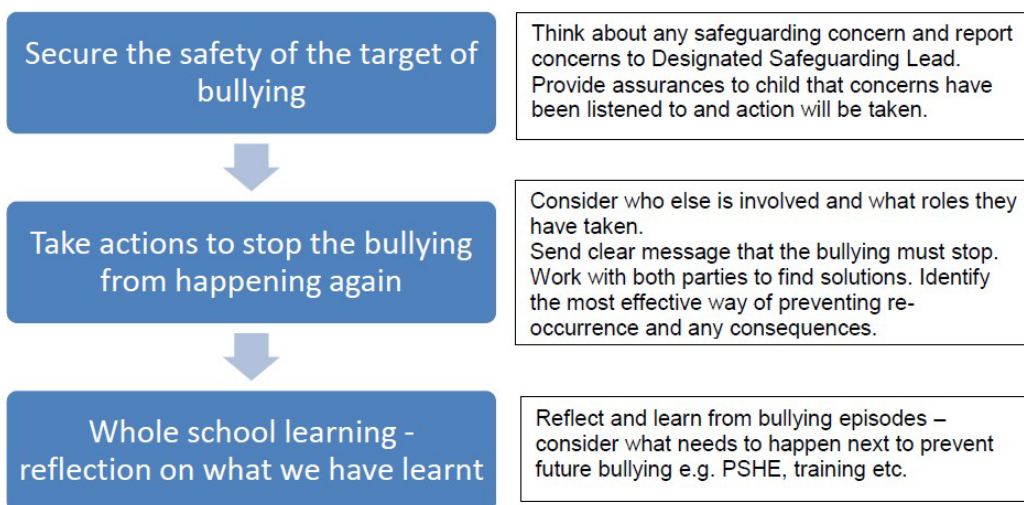 Secure the safety of the target of
bullying
Think about any safeguarding concern and report
concerns to Designated Safeguarding Lead.
Provide assurances to child that concerns have
been listened to and action will be taken.
Take actions to stop the bullying
from happening again
Consider who else is involved and what roles they
have taken.
Send clear message that the bullying must stop.
Work with both parties to find solutions. Identify
the most effective way of preventing re-
occurrence and any consequences.
Whole school learning -
reflection on what we have learnt
Reflect and learn from bullying episodes –
consider what needs to happen next to prevent
future bullying e.g. PSHE, training etc.